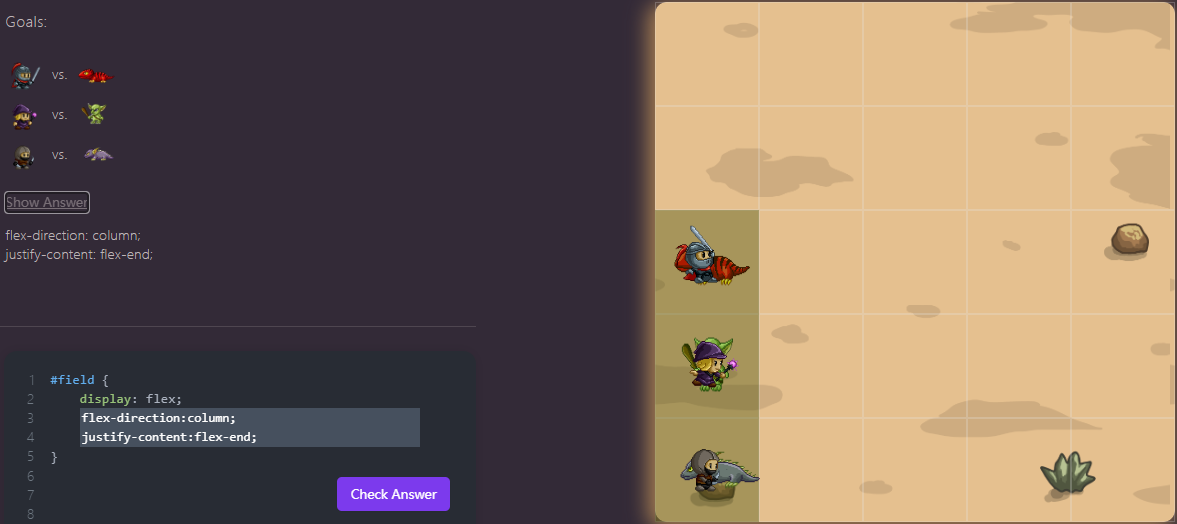 Goals:
vs.
vs.
vs.
Show Answer
flex-direction: column;
justify-content: flex-end;
1 #field {
2 display: flex;
3 flex-direction:column;
4 justify-content:flex-end;
5 }
6
7
8
Check Answer